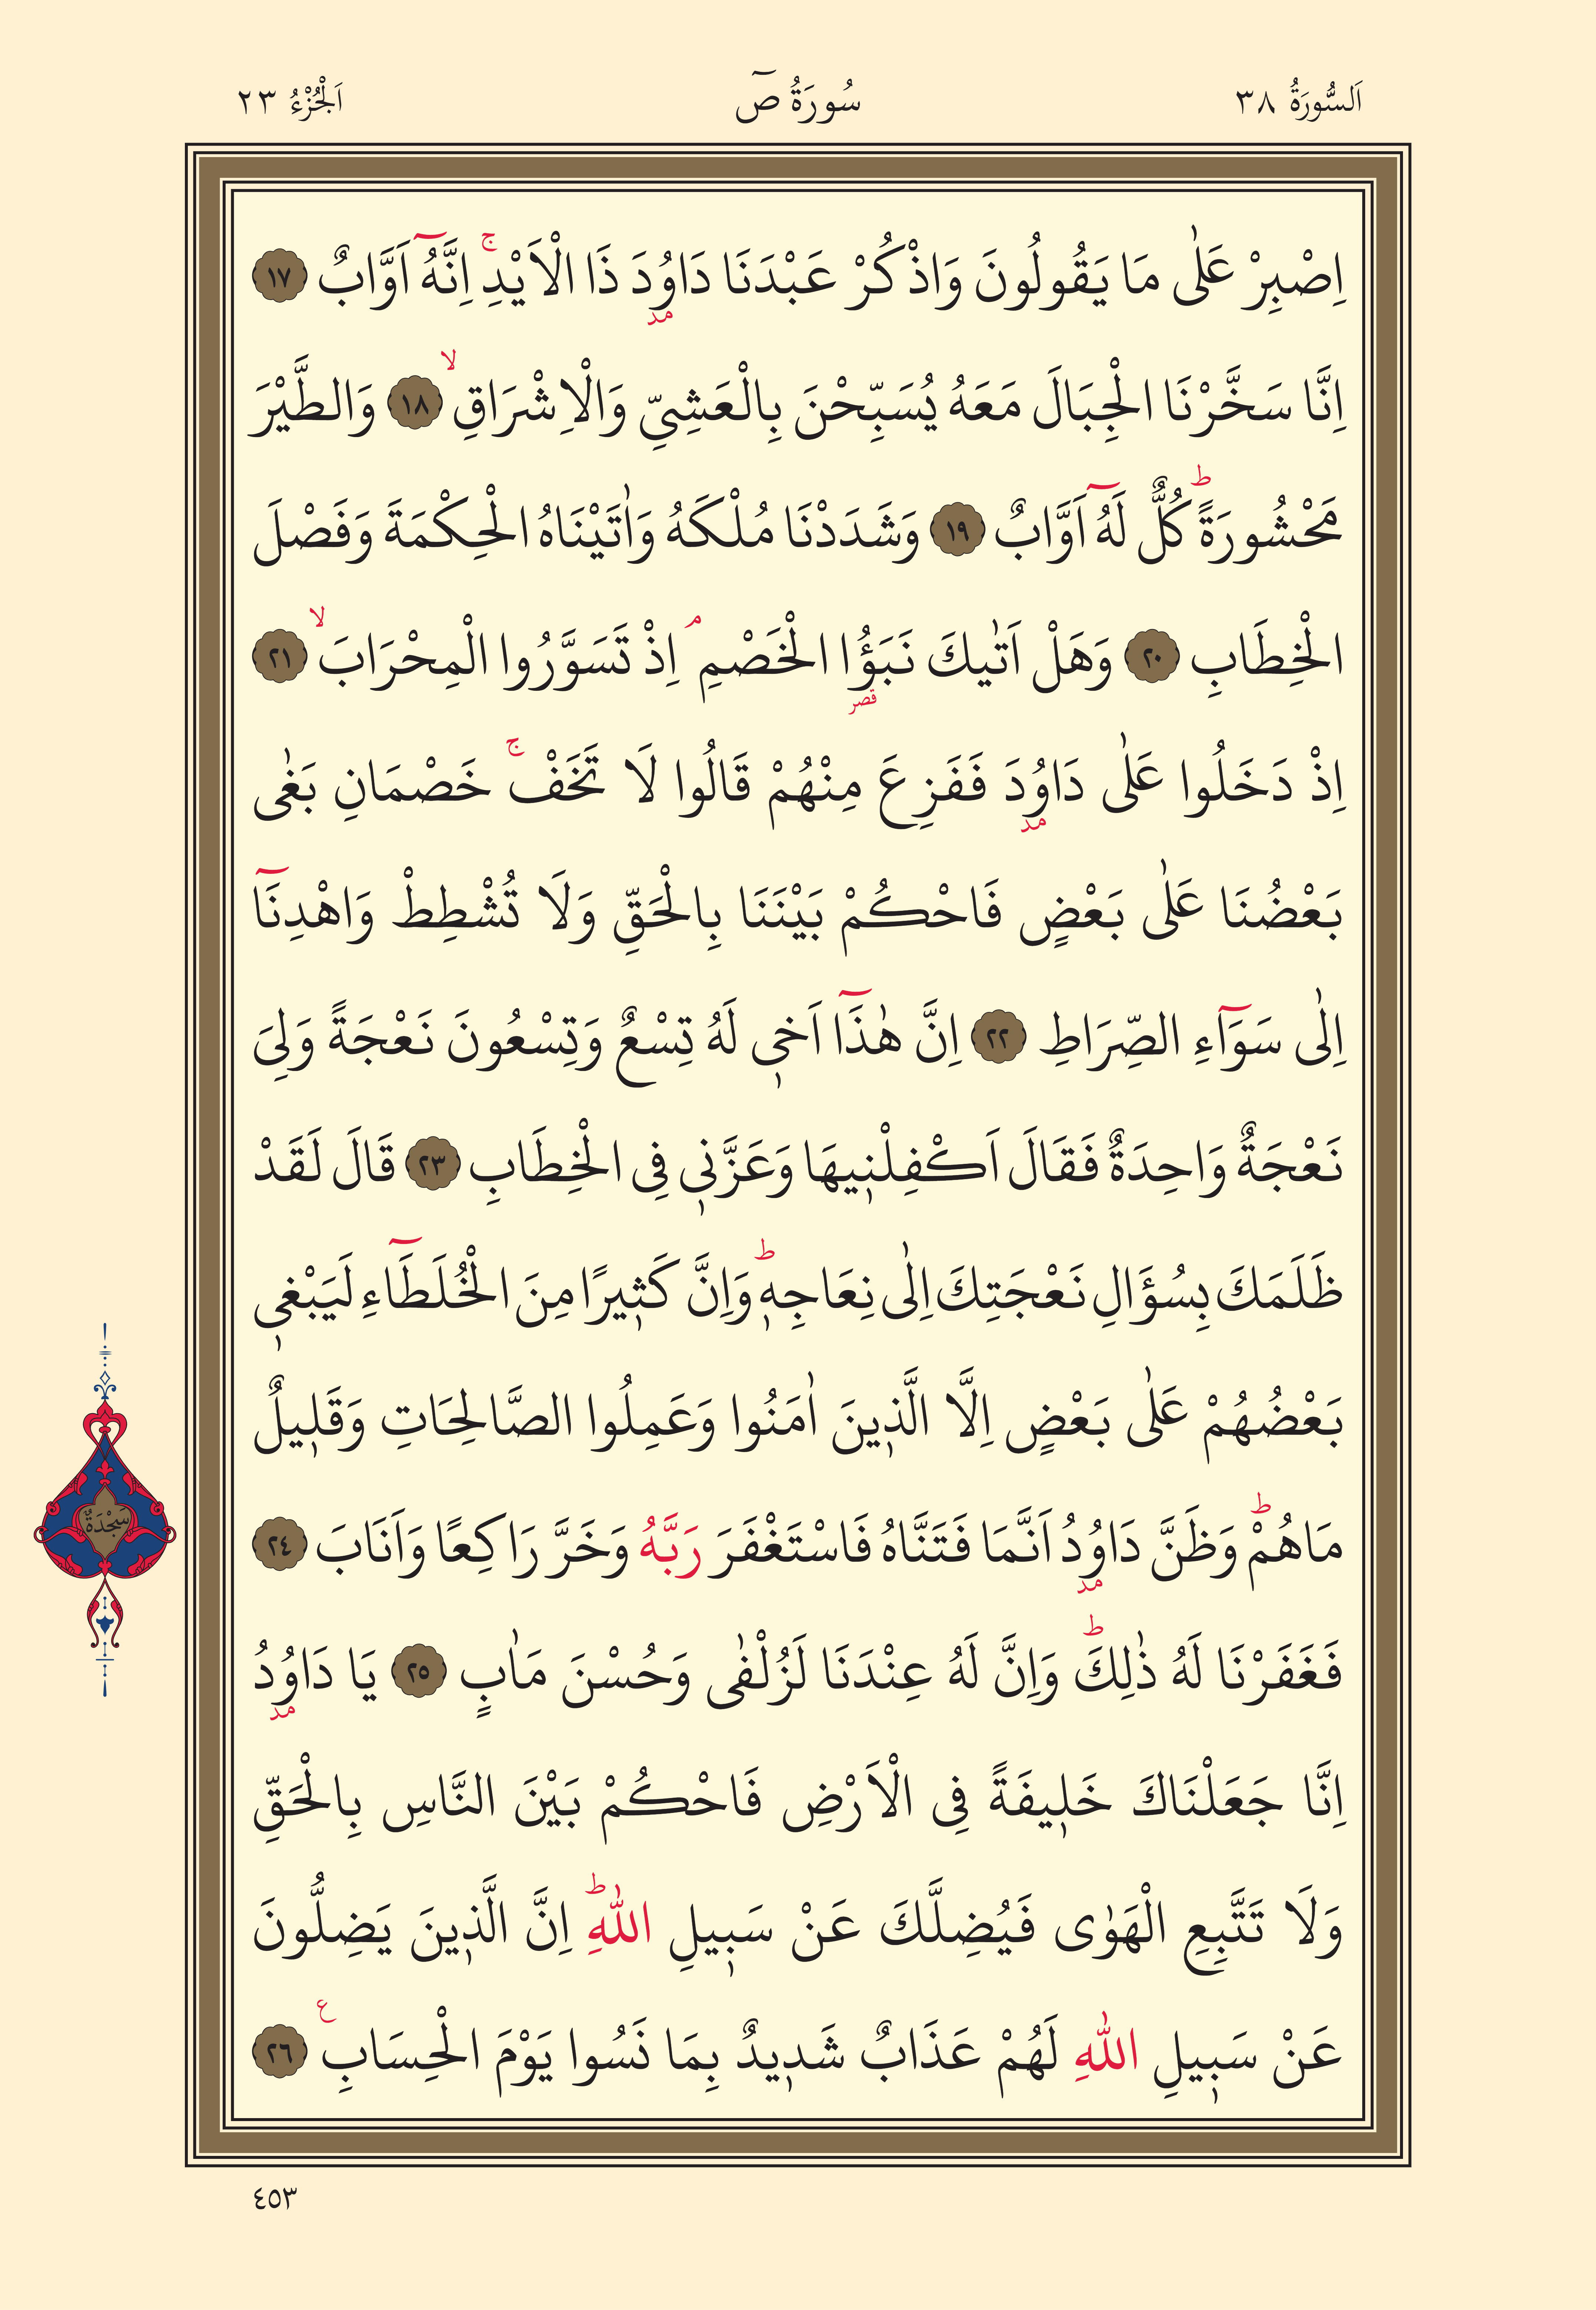 اَلسُّورَةُ ٣٨ سُورَةُ صٓ اَلْجُزْءُ ٢٣
اِصْبِرْ عَلٰى مَا يَقُولُونَ وَاذْكُرْ عَبْدَنَا دَاوُ۫دَ ذَا الْاَيْدِۚ اِنَّهُٓ اَوَّابٌ ١٧
اِنَّا سَخَّرْنَا الْجِبَالَ مَعَهُ يُسَبِّحْنَ بِالْعَشِيِّ وَالْاِشْرَاقِۙ ١٨ وَالطَّيْرَ
مَحْشُورَةًۜ كُلٌّ لَهُٓ اَوَّابٌ ١٩ وَشَدَدْنَا مُلْكَهُ وَاٰتَيْنَاهُ الْحِكْمَةَ وَفَصْلَ
الْخِطَابِ ٢٠ وَهَلْ اَتٰيكَ نَبَؤُ۬ا الْخَصْمِۢ اِذْ تَسَوَّرُوا الْمِحْرَابَۙ ٢١
اِذْ دَخَلُوا عَلٰى دَاوُ۫دَ فَفَزِعَ مِنْهُمْ قَالُوا لَا تَخَفْۚ خَصْمَانِ بَغٰى
بَعْضُنَا عَلٰى بَعْضٍ فَاحْكُمْ بَيْنَنَا بِالْحَقِّ وَلَا تُشْطِطْ وَاهْدِنَٓا
اِلٰى سَوَٓاءِ الصِّرَاطِ ٢٢ اِنَّ هٰذَٓا اَخ۪ي لَهُ تِسْعٌ وَتِسْعُونَ نَعْجَةً وَلِيَ
نَعْجَةٌ وَاحِدَةٌ فَقَالَ اَكْفِلْن۪يهَا وَعَزَّن۪ي فِي الْخِطَابِ ٢٣ قَالَ لَقَدْ
ظَلَمَكَ بِسُؤَالِ نَعْجَتِكَ اِلٰى نِعَاجِه۪ۜ وَاِنَّ كَث۪يرًا مِنَ الْخُلَطَٓاءِ لَيَبْغ۪ي
بَعْضُهُمْ عَلٰى بَعْضٍ اِلَّا الَّذ۪ينَ اٰمَنُوا وَعَمِلُوا الصَّالِحَاتِ وَقَل۪يلٌ
مَاهُمْۜ وَظَنَّ دَاوُ۫دُ اَنَّمَا فَتَنَّاهُ فَاسْتَغْفَرَ رَبَّهُ وَخَرَّ رَاكِعًا وَاَنَابَ ٢٤
سَجْدَةٌ
فَغَفَرْنَا لَهُ ذٰلِكَۜ وَاِنَّ لَهُ عِنْدَنَا لَزُلْفٰى وَحُسْنَ مَاٰبٍ ٢٥ يَا دَاوُ۫دُ
اِنَّا جَعَلْنَاكَ خَل۪يفَةً فِي الْاَرْضِ فَاحْكُمْ بَيْنَ النَّاسِ بِالْحَقِّ
وَلَا تَتَّبِعِ الْهَوٰى فَيُضِلَّكَ عَنْ سَب۪يلِ اللّٰهِۜ اِنَّ الَّذ۪ينَ يَضِلُّونَ
عَنْ سَب۪يلِ اللّٰهِ لَهُمْ عَذَابٌ شَد۪يدٌ بِمَا نَسُوا يَوْمَ الْحِسَابِ۟ ٢٦
٤٥٣